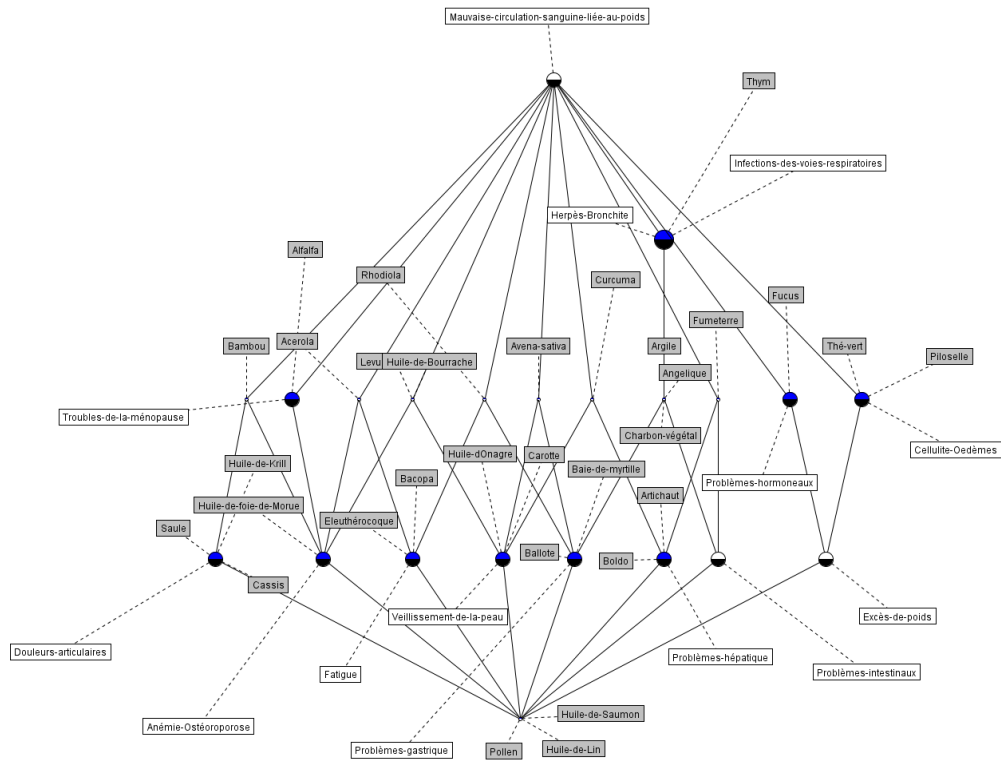 Mauvaise-circulation-sanguine-liée-au-poids
Thym
Infections-des-voies-respiratoires
Herpès-Bronchite
Alfalfa
Rhodiola
Curcuma
Fucus
Fumeterre
Bambou
Acerola
Levu
Huile-de-Bourrache
Avena-sativa
Argile
Thé-vert
Piloselle
Angelique
Troubles-de-la-ménopause
Charbon-végétal
Cellulite-Oedèmes
Huile-de-Krill
Huile-dOnagre
Carotte
Baie-de-myrtille
Bacopa
Problèmes-hormoneaux
Artichaut
Huile-de-foie-de-Morue
Eleuthérocoque
Saule
Ballote
Boldo
Cassis
Veillissement-de-la-peau
Excès-de-poids
Douleurs-articulaires
Problèmes-hépatique
Fatigue
Problèmes-intestinaux
Huile-de-Saumon
Anémie-Ostéoroporose
Problèmes-gastrique
Pollen
Huile-de-Lin